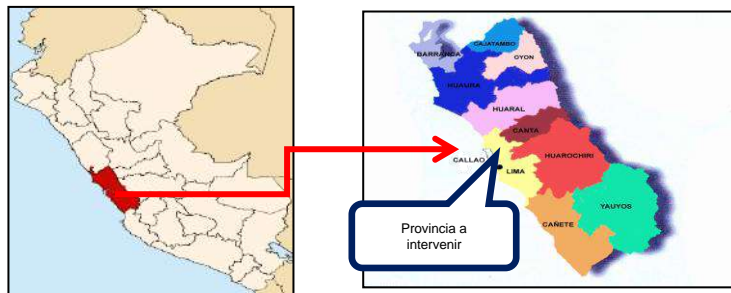 CAJATAMBO
BARRANCA
OYON
HUAURA
HUARAL
CANTA
CALLAO
HUAROCHIRI
LIMA
YAUYOS
Provincia a
intervenir
CAÑETE